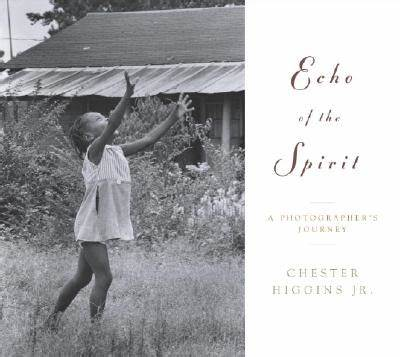 Echo
of the
Spirit
A PHOTOGRAPHER'S
JOURNEY
CHESTER
HIGGINS JR.